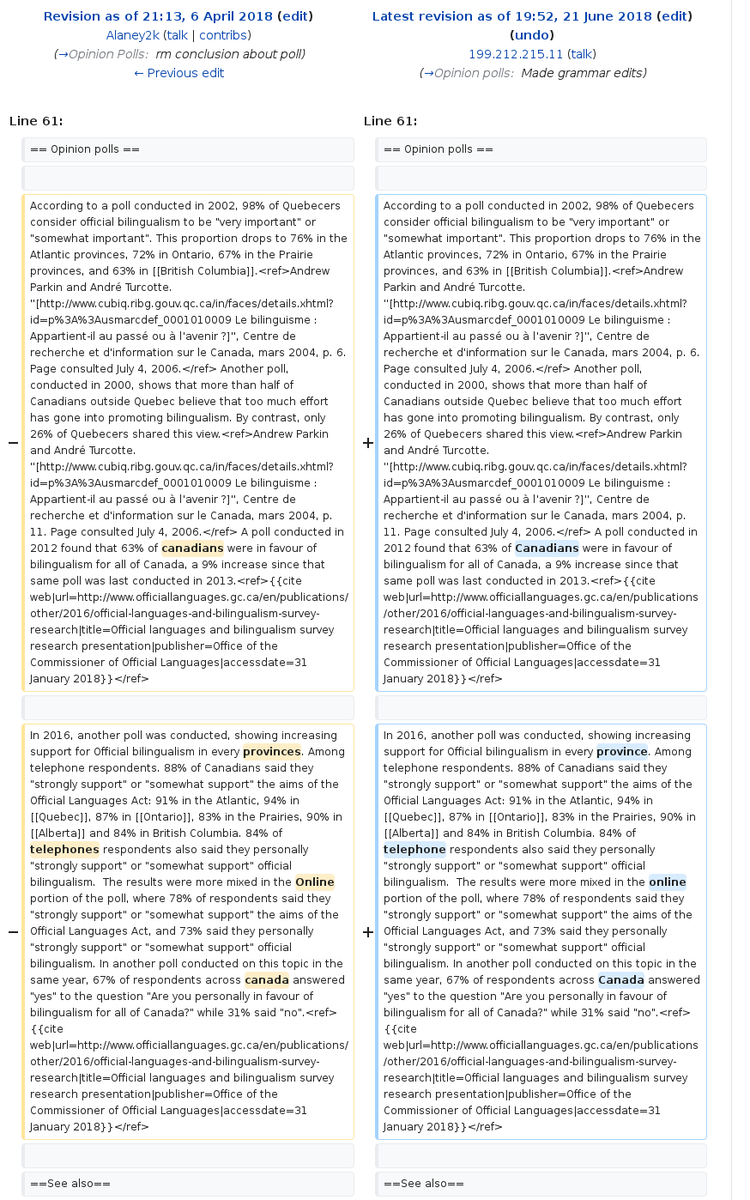 Revision as of 21:13, 6 April 2018 (edit)
Alaney2k (talk | contribs)
(→Opinion Polls: rm conclusion about poll)
← Previous edit
Latest revision as of 19:52, 21 June 2018 (edit)
(undo)
199.212.215.11 (talk)
(→Opinion polls: Made grammar edits)
Line 61:
Line 61:
== Opinion polls ==
== Opinion polls ==
−
According to a poll conducted in 2002, 98% of Quebecers
consider official bilingualism to be "very important" or
"somewhat important". This proportion drops to 76% in the
Atlantic provinces, 72% in Ontario, 67% in the Prairie
provinces, and 63% in [[British Columbia]].<ref>Andrew
Parkin and André Turcotte.
"[http://www.cubiq.ribg.gouv.qc.ca/in/faces/details.xhtml?
id=p%3A%3Ausmarcdef_0001010009 Le bilinguisme :
Appartient-il au passé ou à l'avenir ?]", Centre de
recherche et d'information sur le Canada, mars 2004, p. 6.
Page consulted July 4, 2006.</ref> Another poll,
conducted in 2000, shows that more than half of
Canadians outside Quebec believe that too much effort
has gone into promoting bilingualism. By contrast, only
26% of Quebecers shared this view.<ref>Andrew Parkin
and André Turcotte.
"[http://www.cubiq.ribg.gouv.qc.ca/in/faces/details.xhtml?
id=p%3A%3Ausmarcdef_0001010009 Le bilinguisme :
Appartient-il au passé ou à l'avenir ?]", Centre de
recherche et d'information sur le Canada, mars 2004, p.
11. Page consulted July 4, 2006.</ref> A poll conducted in
2012 found that 63% of canadians were in favour of
bilingualism for all of Canada, a 9% increase since that
same poll was last conducted in 2013.<ref>{{cite
web|url=http://www.officiallanguages.gc.ca/en/publications/
other/2016/official-languages-and-bilingualism-survey-
research|title=Official languages and bilingualism survey
research presentation|publisher=Office of the
Commissioner of Official Languages|accessdate=31
January 2018}}</ref>
+
According to a poll conducted in 2002, 98% of Quebecers
consider official bilingualism to be "very important" or
"somewhat important". This proportion drops to 76% in the
Atlantic provinces, 72% in Ontario, 67% in the Prairie
provinces, and 63% in [[British Columbia]].<ref>Andrew
Parkin and André Turcotte.
"[http://www.cubiq.ribg.gouv.qc.ca/in/faces/details.xhtml?
id=p%3A%3Ausmarcdef_0001010009 Le bilinguisme :
Appartient-il au passé ou à l'avenir ?]", Centre de
recherche et d'information sur le Canada, mars 2004, p. 6.
Page consulted July 4, 2006.</ref> Another poll,
conducted in 2000, shows that more than half of
Canadians outside Quebec believe that too much effort
has gone into promoting bilingualism. By contrast, only
26% of Quebecers shared this view.<ref>Andrew Parkin
and André Turcotte.
"[http://www.cubiq.ribg.gouv.qc.ca/in/faces/details.xhtml?
id=p%3A%3Ausmarcdef_0001010009 Le bilinguisme :
Appartient-il au passé ou à l'avenir ?]", Centre de
recherche et d'information sur le Canada, mars 2004, p.
11. Page consulted July 4, 2006.</ref> A poll conducted in
2012 found that 63% of Canadians were in favour of
bilingualism for all of Canada, a 9% increase since that
same poll was last conducted in 2013.<ref>{{cite
web|url=http://www.officiallanguages.gc.ca/en/publications
/other/2016/official-languages-and-bilingualism-survey-
research|title=Official languages and bilingualism survey
research presentation|publisher=Office of the
Commissioner of Official Languages|accessdate=31
January 2018}}</ref>
−
In 2016, another poll was conducted, showing increasing
support for Official bilingualism in every provinces. Among
telephone respondents. 88% of Canadians said they
"strongly support" or "somewhat support" the aims of the
Official Languages Act: 91% in the Atlantic, 94% in
[[Quebec]], 87% in [[Ontario]], 83% in the Prairies, 90% in
[[Alberta]] and 84% in British Columbia. 84% of
telephones respondents also said they personally
"strongly support" or "somewhat support" official
bilingualism.  The results were more mixed in the Online
portion of the poll, where 78% of respondents said they
"strongly support" or "somewhat support" the aims of the
Official Languages Act, and 73% said they personally
"strongly support" or "somewhat support" official
bilingualism. In another poll conducted on this topic in the
same year, 67% of respondents across canada answered
"yes" to the question "Are you personally in favour of
bilingualism for all of Canada?" while 31% said "no".<ref>
{{cite
web|url=http://www.officiallanguages.gc.ca/en/publications/
other/2016/official-languages-and-bilingualism-survey-
research|title=Official languages and bilingualism survey
research presentation|publisher=Office of the
Commissioner of Official Languages|accessdate=31
January 2018}}</ref>
+
In 2016, another poll was conducted, showing increasing
support for Official bilingualism in every province. Among
telephone respondents. 88% of Canadians said they
"strongly support" or "somewhat support" the aims of the
Official Languages Act: 91% in the Atlantic, 94% in
[[Quebec]], 87% in [[Ontario]], 83% in the Prairies, 90% in
[[Alberta]] and 84% in British Columbia. 84% of
telephone respondents also said they personally
"strongly support" or "somewhat support" official
bilingualism.  The results were more mixed in the online
portion of the poll, where 78% of respondents said they
"strongly support" or "somewhat support" the aims of the
Official Languages Act, and 73% said they personally
"strongly support" or "somewhat support" official
bilingualism. In another poll conducted on this topic in the
same year, 67% of respondents across Canada answered
"yes" to the question "Are you personally in favour of
bilingualism for all of Canada?" while 31% said "no".<ref>
{{cite
web|url=http://www.officiallanguages.gc.ca/en/publications
/other/2016/official-languages-and-bilingualism-survey-
research|title=Official languages and bilingualism survey
research presentation|publisher=Office of the
Commissioner of Official Languages|accessdate=31
January 2018}}</ref>
==See also==
==See also==